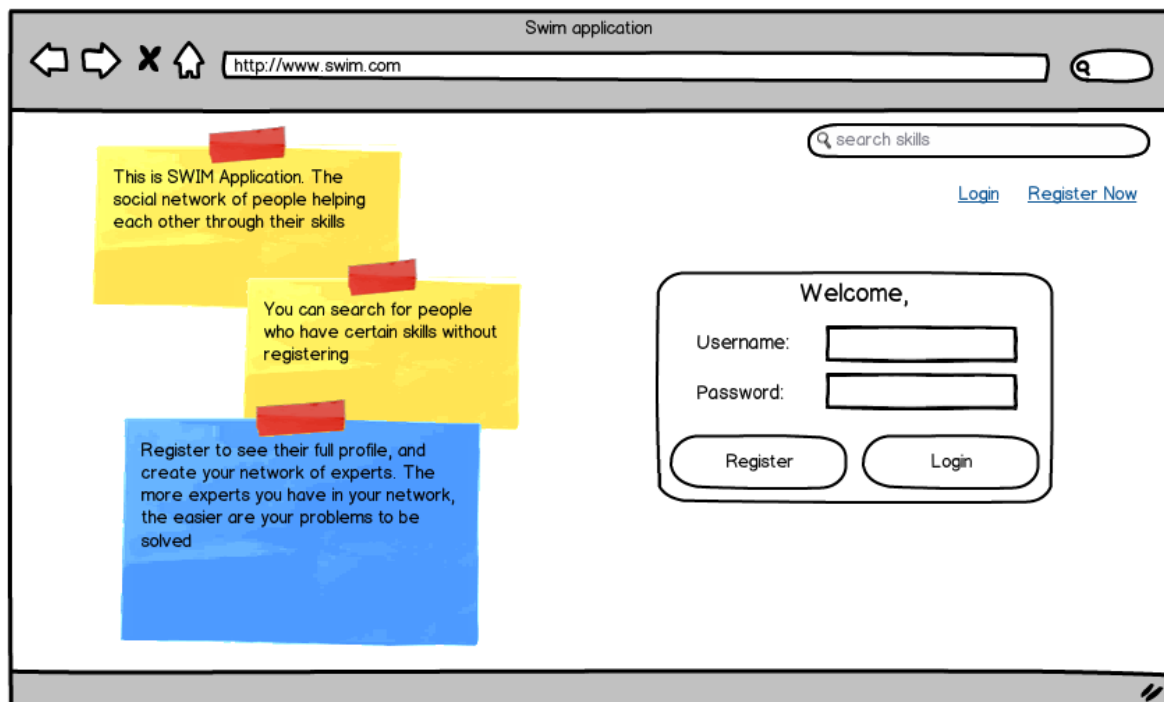 Swim application
http://www.swim.com
search skills
Login
Register Now
This is SWIM Application. The
social network of people helping
each other through their skills
You can search for people
who have certain skills without
registering
Register to see their full profile, and
create your network of experts. The
more experts you have in your network,
the easier are your problems to be
solved
Welcome,
Username:
Password:
Register
Login